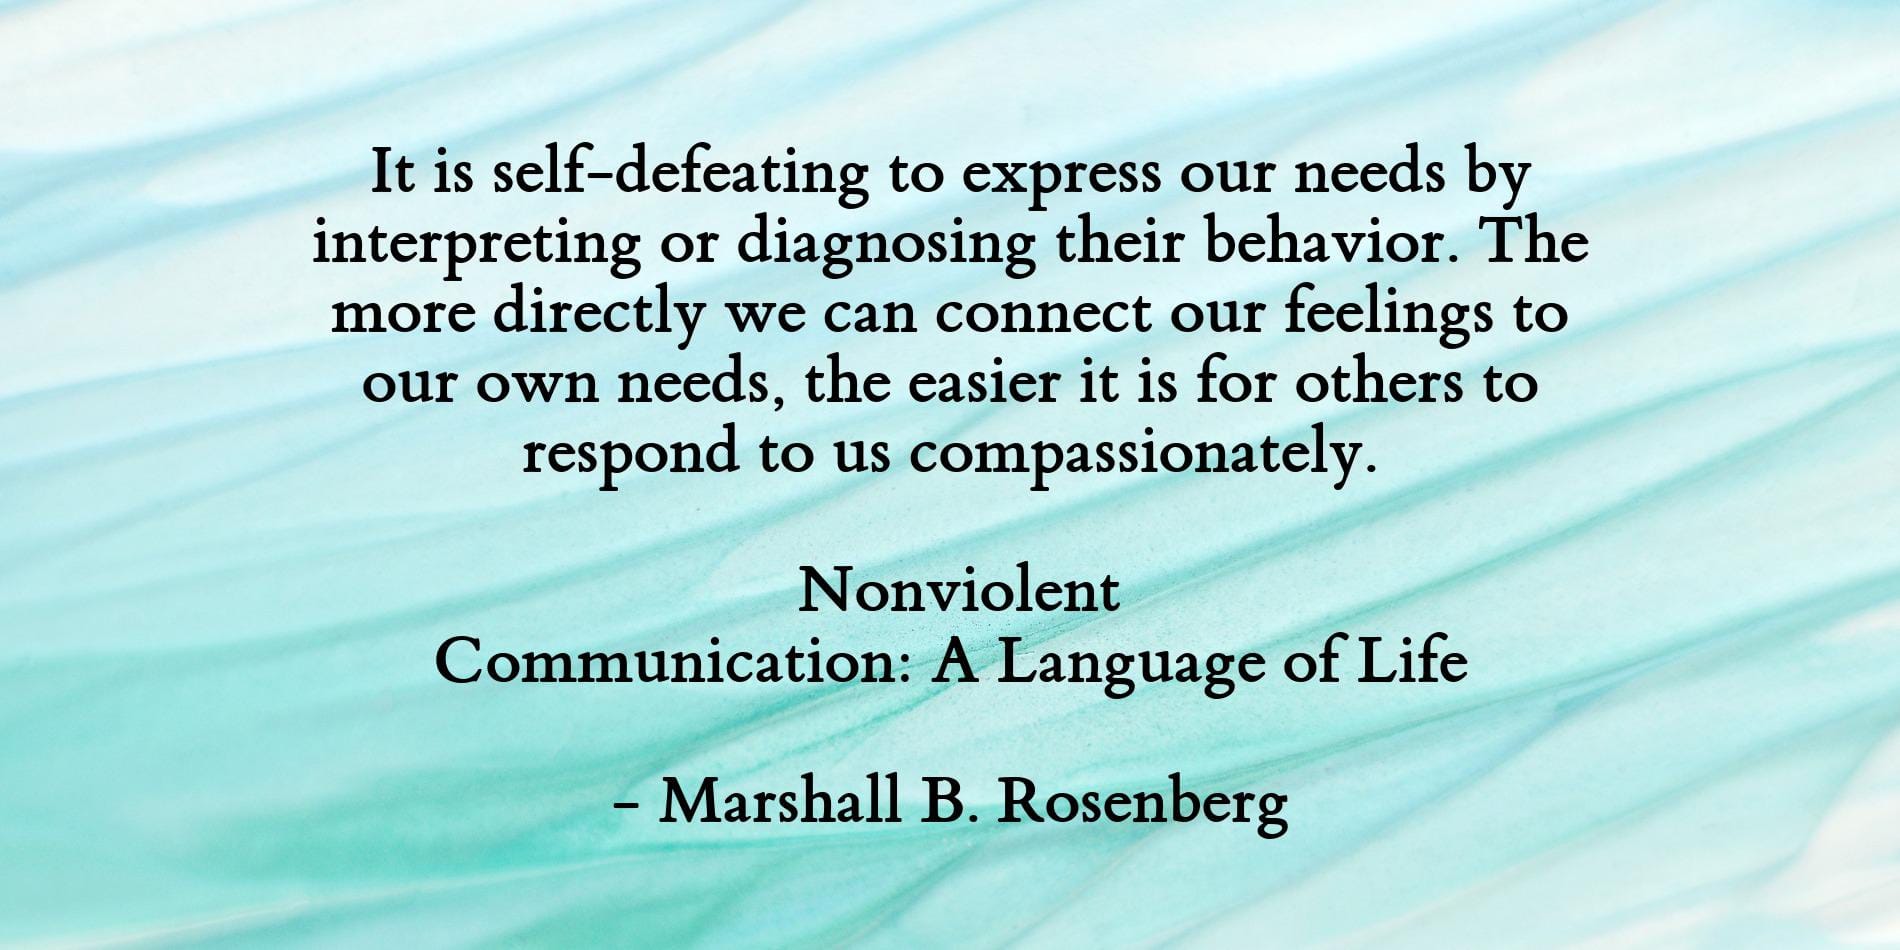 It is self-defeating to express our needs by
interpreting or diagnosing their behavior. The
more directly we can connect our feelings to
our own needs, the easier it is for others to
respond to us compassionately.
Nonviolent
Communication: A Language of Life
- Marshall B. Rosenberg